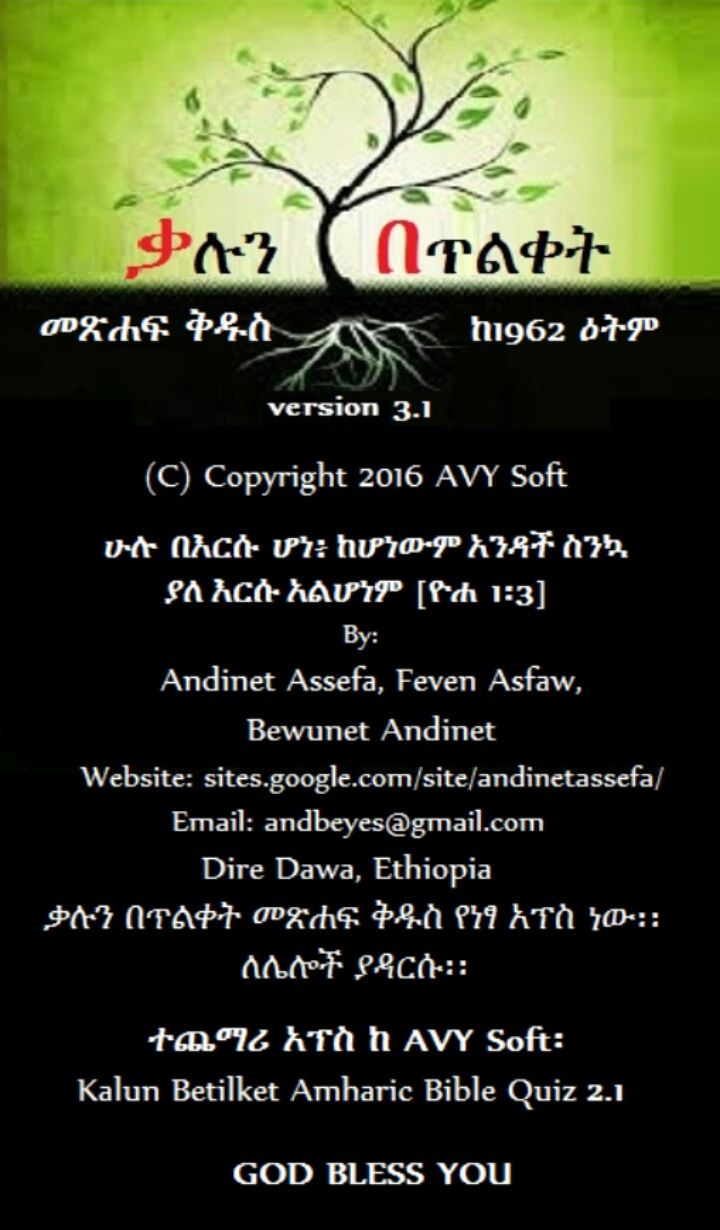 ቃሉን በጥልቀት
መጽሐፍ ቅዱስ ከ1962 ዕትም
version 3.1
(C) Copyright 2016 AVY Soft
ሁሉ በእርሱ ሆነ፥ ከሆነውም አንዳች ስንኳ
ያለ እርሱ አልሆነም [ዮሐ 1፡3]
By:
Andinet Assefa, Feven Asfaw,
Bewunet Andinet
Website: sites.google.com/site/andinetassefa/
Email: andbeyes@gmail.com
Dire Dawa, Ethiopia
ቃሉን በጥልቀት መጽሐፍ ቅዱስ የነፃ አፕስ ነው፡፡
ለሌሎች ያዳርሱ፡፡
ተጨማሪ አፕስ ከ AVY Soft፡
Kalun Betilket Amharic Bible Quiz 2.1
GOD BLESS YOU